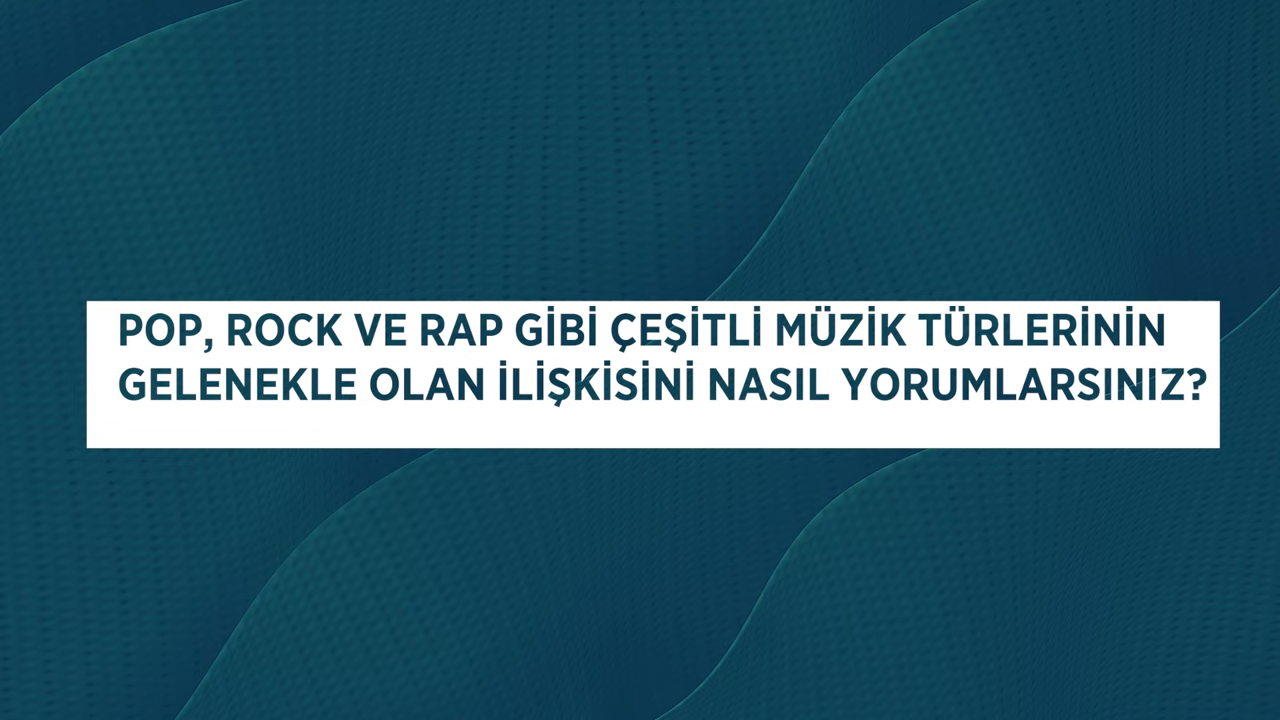 POP, ROCK VE RAP GİBİ ÇEŞİTLİ MÜZİK TÜRLERİNİN
GELENEKLE OLAN İLİŞKİSİNİ NASIL YORUMLARSINIZ?